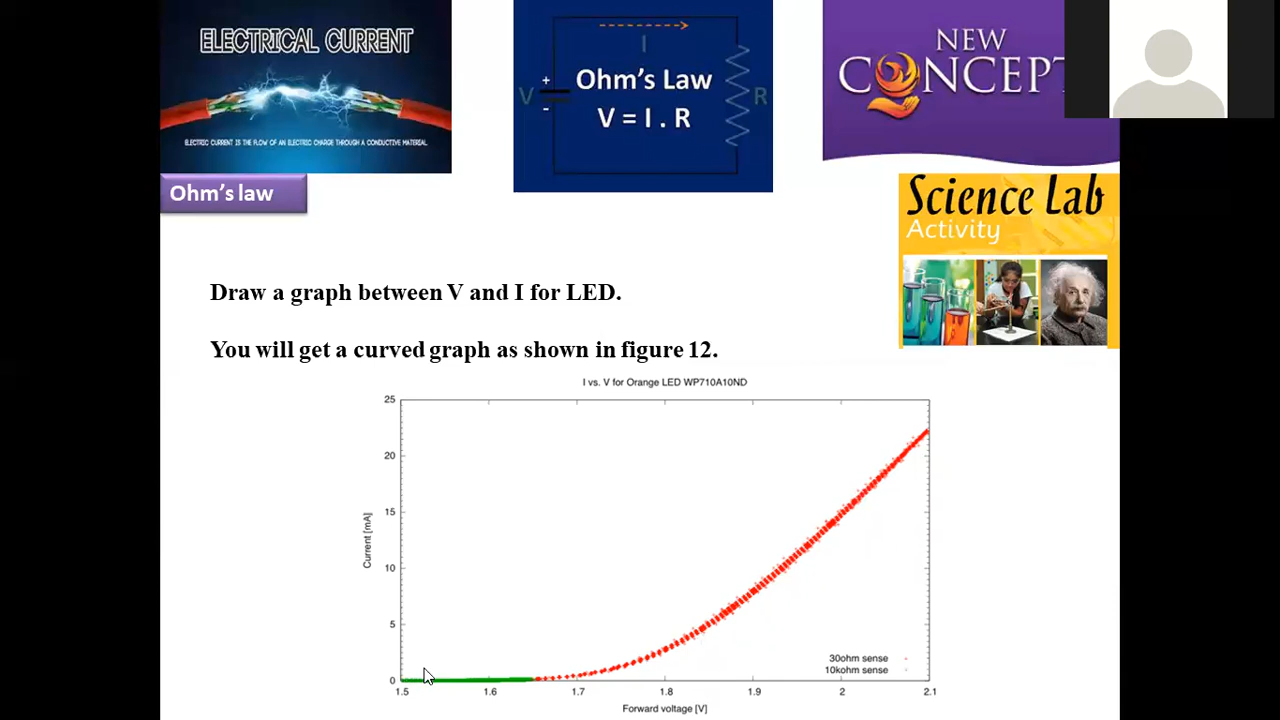 ELECTRICAL CURRENT
ELECTRIC CURRENT IS THE FLOW OF AN ELECTRIC CHARGE THROUGH A CONDUCTIVE MATERIAL.
I
+
V
-
Ohm's Law
V = I . R
R
NEW
CONCEPT
Ohm's law
Science Lab
Activity
Draw a graph between V and I for LED.
You will get a curved graph as shown in figure 12.
I vs. V for Orange LED WP710A10ND
25
20
15
10
5
0
Current [mA]
30ohm sense
10kohm sense
1.5 1.6 1.7 1.8 1.9 2 2.1
Forward voltage [V]